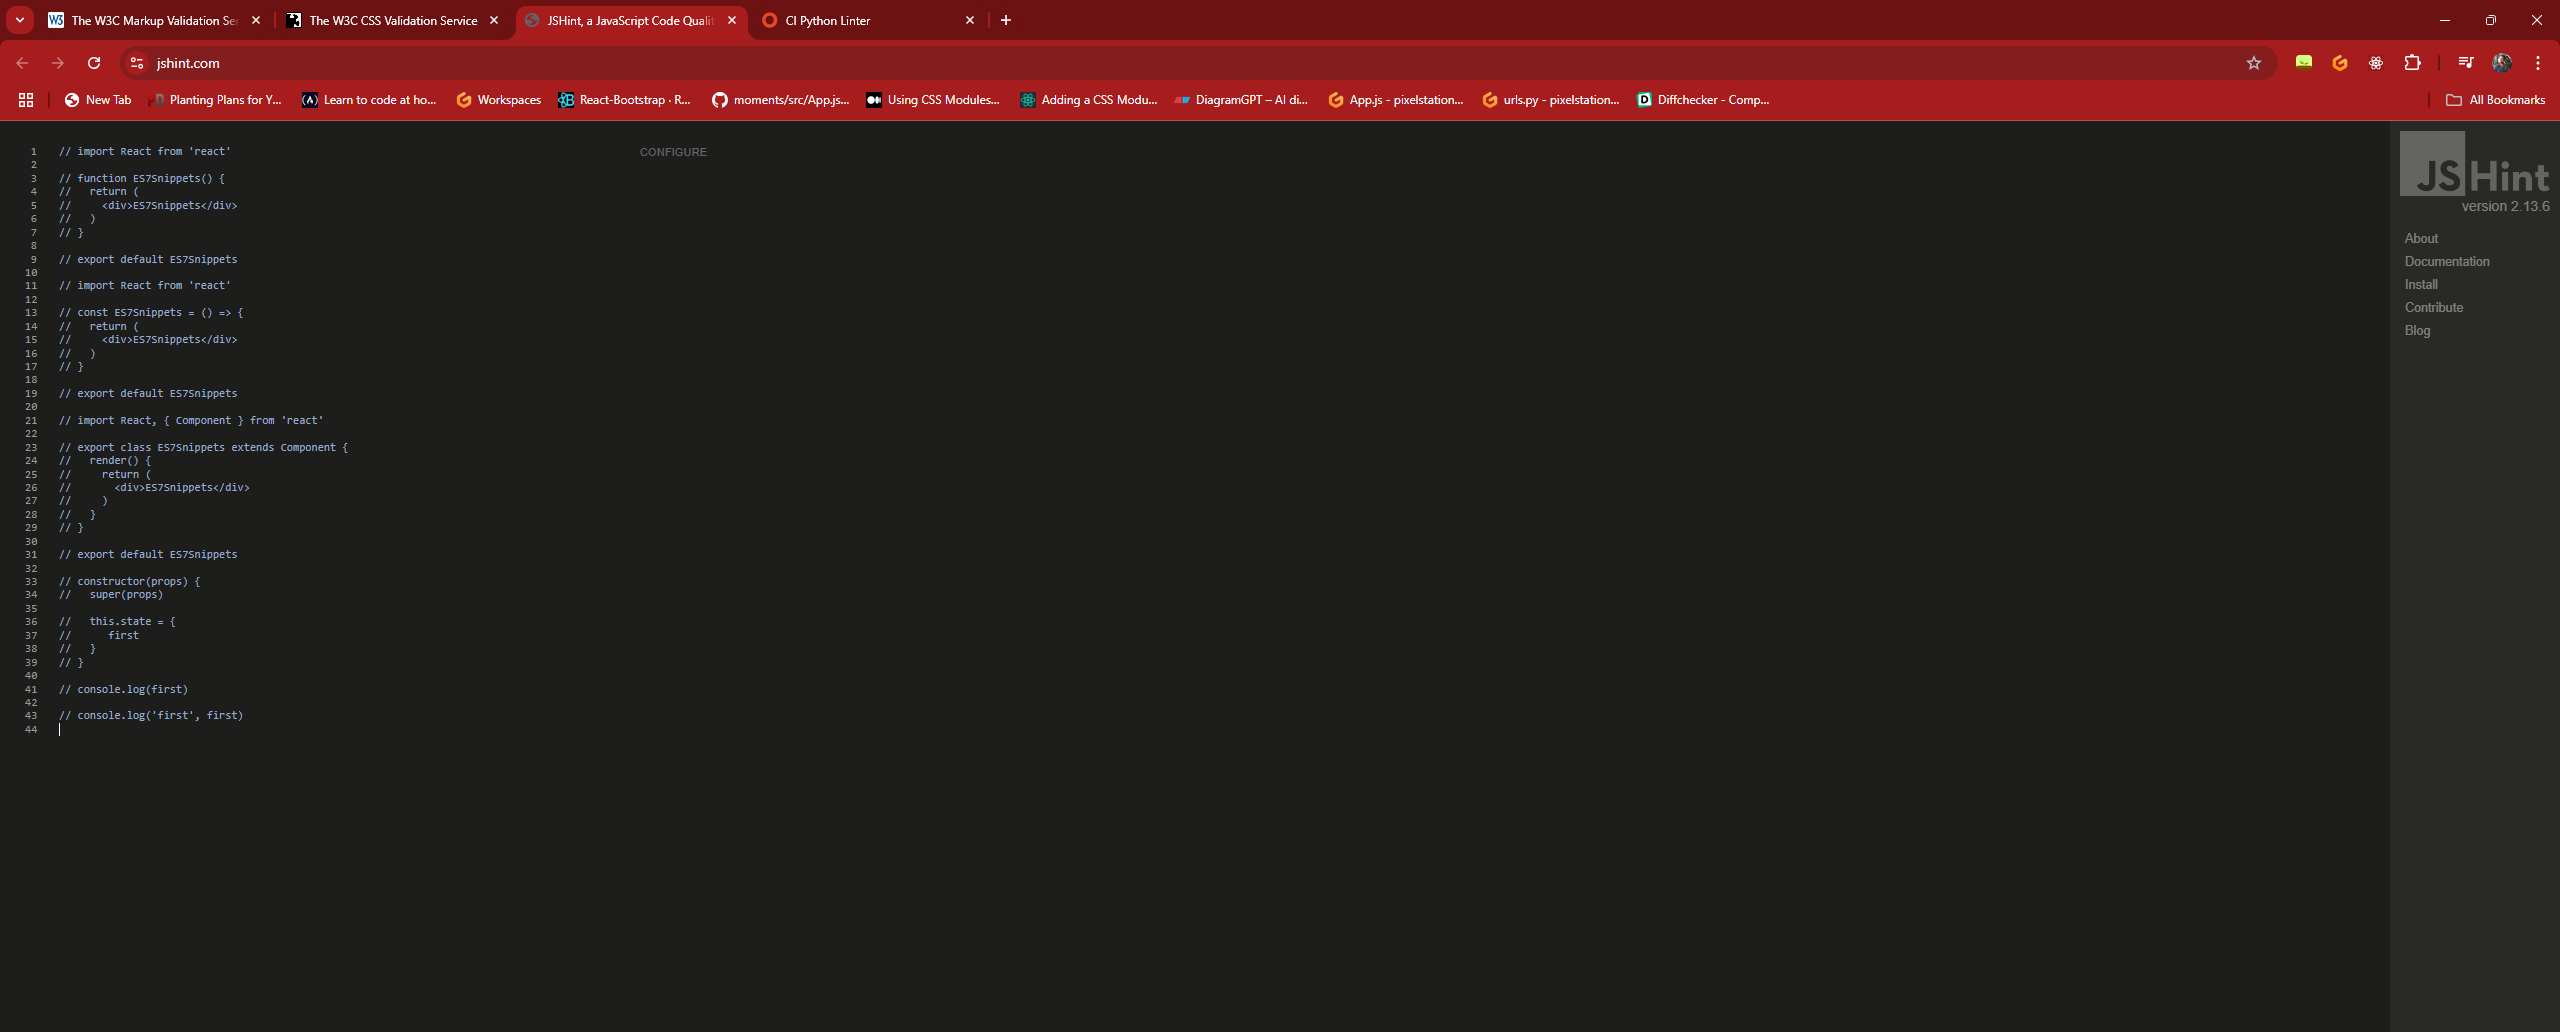 The W3C Markup Validation Se
The W3C CSS Validation Service
JSHint, a JavaScript Code Qualit
CI Python Linter
jshint.com
New Tab
Planting Plans for Y...
Learn to code at ho...
Workspaces
React-Bootstrap · R...
moments/src/App.js...
Using CSS Modules...
Adding a CSS Modu...
DiagramGPT – AI di...
App.js - pixelstation...
urls.py - pixelstation...
Diffchecker - Comp...
All Bookmarks
1 // import React from 'react'
2
3 // function ES7Snippets() {
4 //   return (
5 //     <div>ES7Snippets</div>
6 //   )
7 // }
8
9 // export default ES7Snippets
10
11 // import React from 'react'
12
13 // const ES7Snippets = () => {
14 //   return (
15 //     <div>ES7Snippets</div>
16 //   )
17 // }
18
19 // export default ES7Snippets
20
21 // import React, { Component } from 'react'
22
23 // export class ES7Snippets extends Component {
24 //   render() {
25 //     return (
26 //       <div>ES7Snippets</div>
27 //     )
28 //   }
29 // }
30
31 // export default ES7Snippets
32
33 // constructor(props) {
34 //   super(props)
35
36 //   this.state = {
37 //      first
38 //   }
39 // }
40
41 // console.log(first)
42
43 // console.log('first', first)
44
CONFIGURE
JSHint
version 2.13.6
About
Documentation
Install
Contribute
Blog